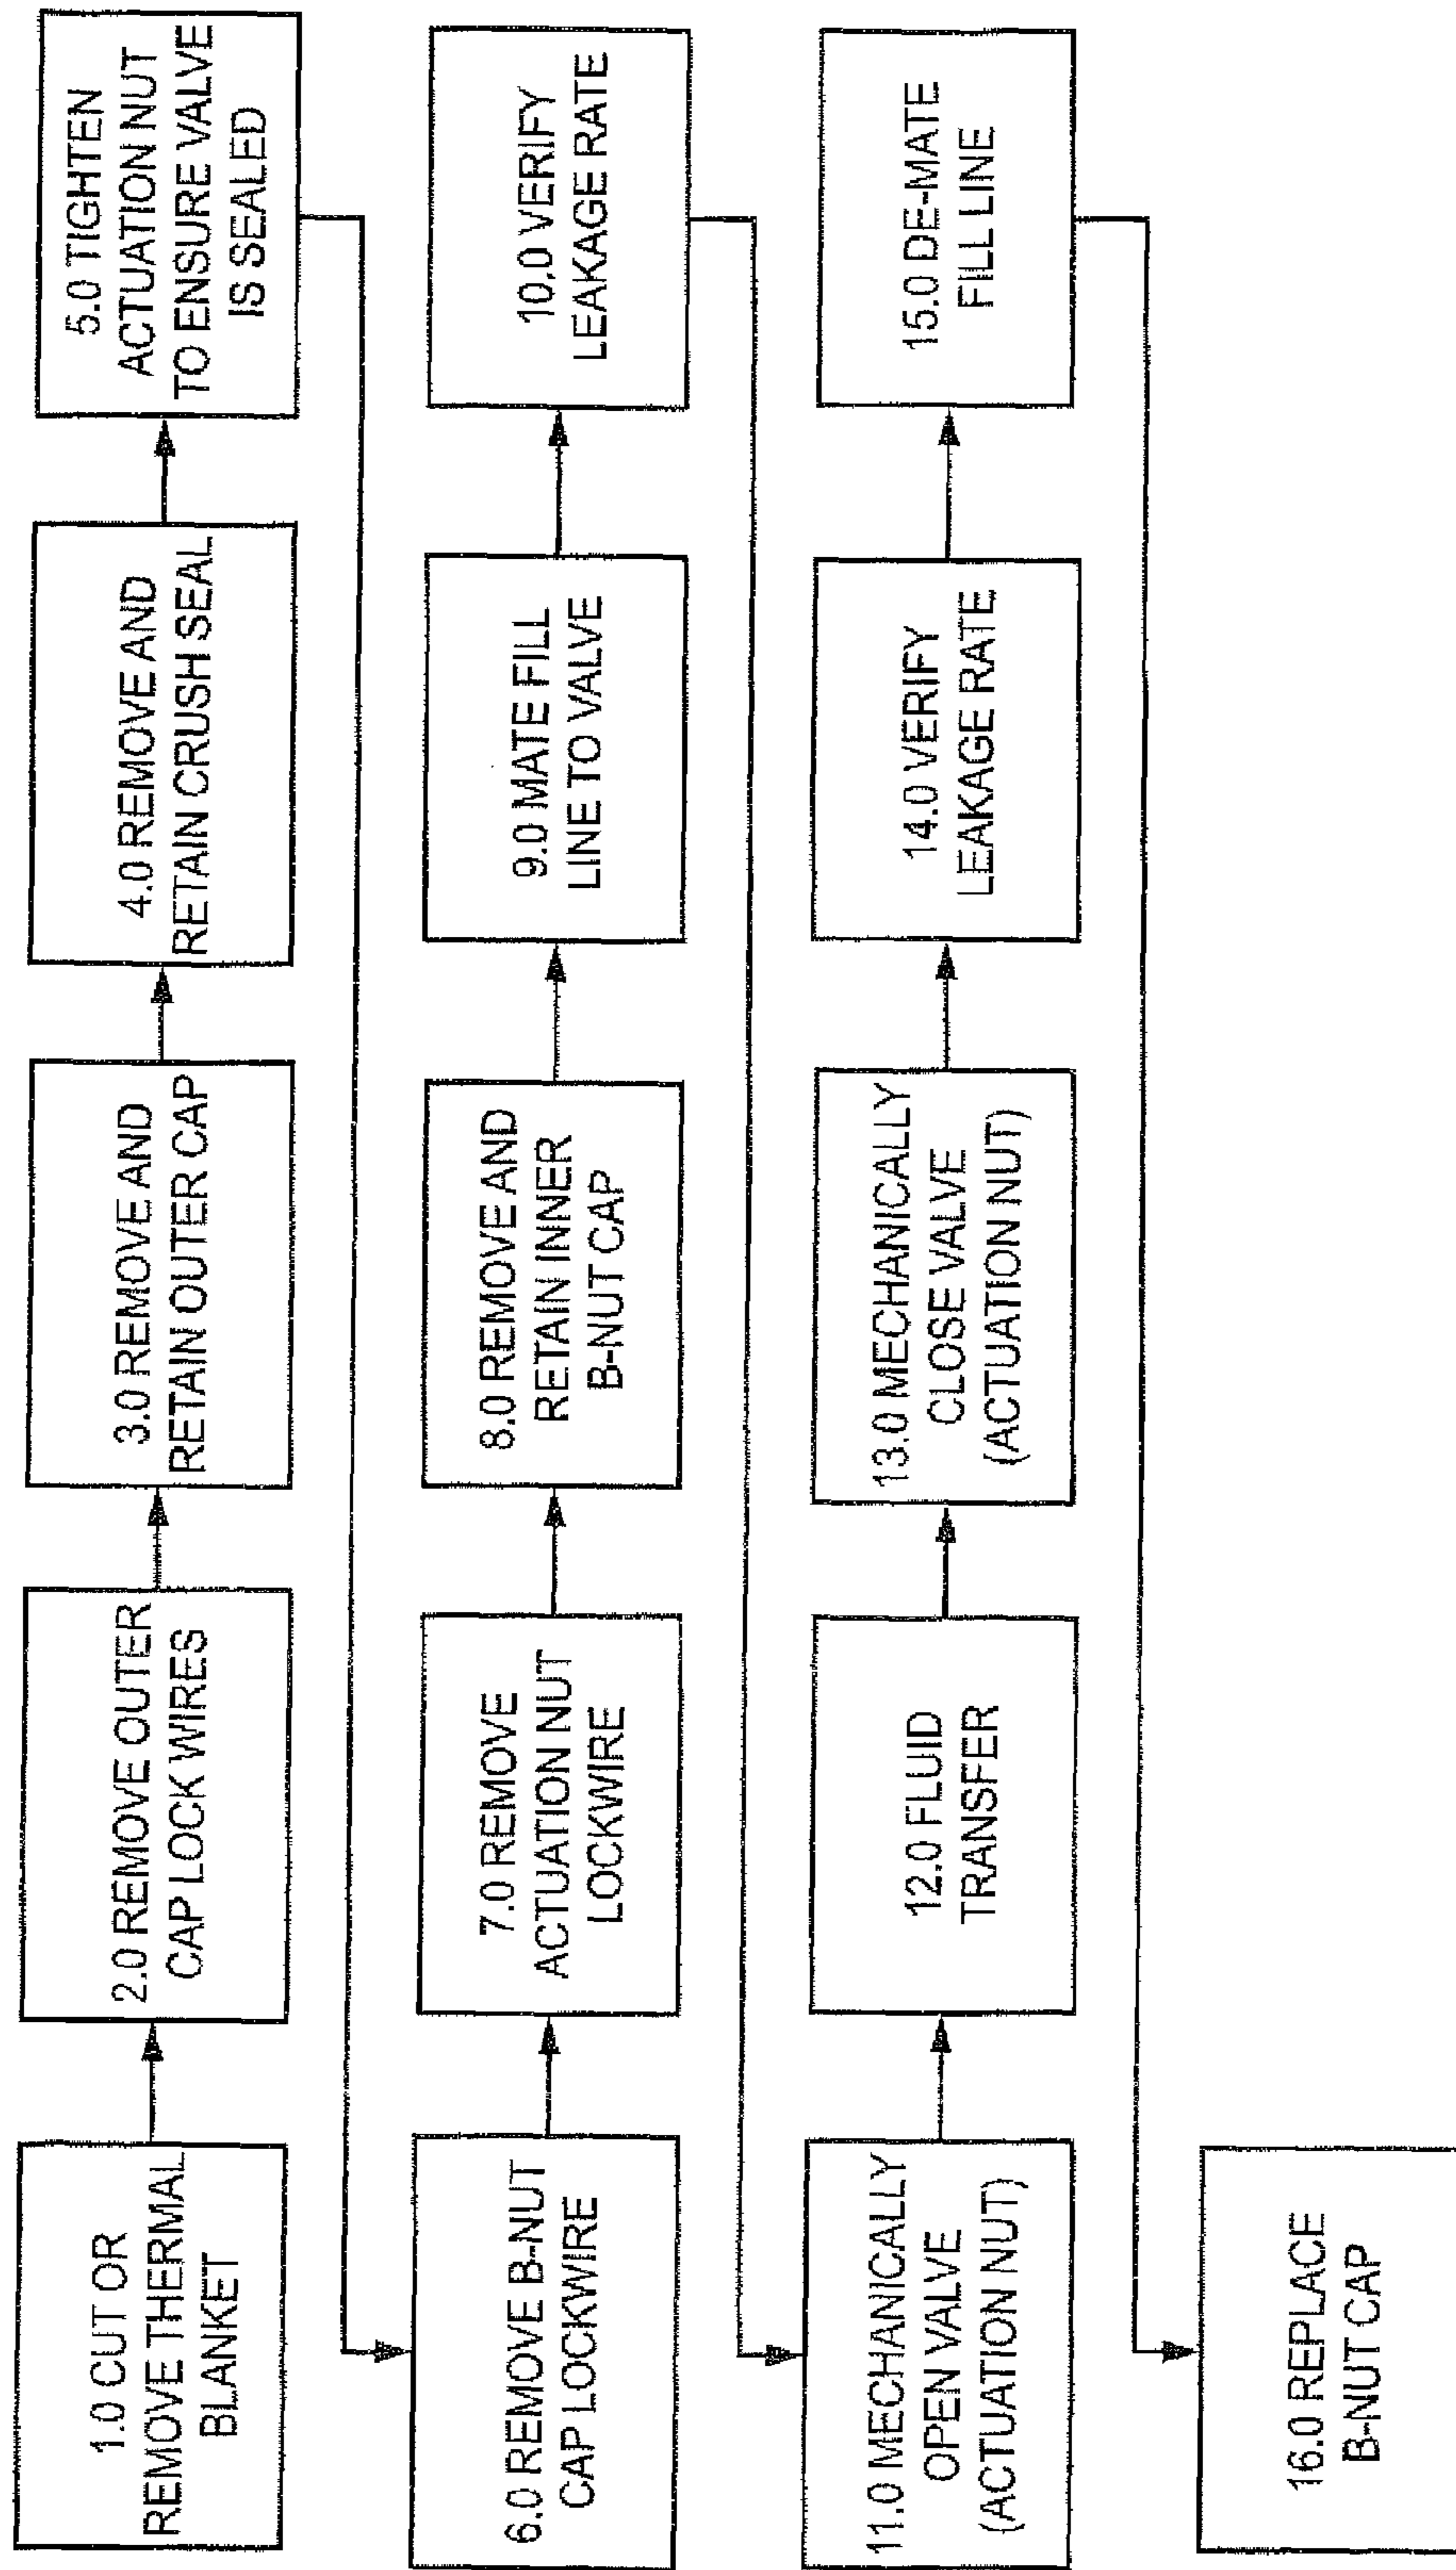 1.0 CUT OR
REMOVE THERMAL
BLANKET
2.0 REMOVE OUTER
CAP LOCK WIRES
3.0 REMOVE AND
RETAIN OUTER CAP
4.0 REMOVE AND
RETAIN CRUSH SEAL
5.0 TIGHTEN
ACTUATION NUT
TO ENSURE VALVE
IS SEALED
6.0 REMOVE B-NUT
CAP LOCKWIRE
7.0 REMOVE
ACTUATION NUT
LOCKWIRE
8.0 REMOVE AND
RETAIN INNER
B-NUT CAP
9.0 MATE FILL
LINE TO VALVE
10.0 VERIFY
LEAKAGE RATE
11.0 MECHANICALLY
OPEN VALVE
(ACTUATION NUT)
12.0 FLUID
TRANSFER
13.0 MECHANICALLY
CLOSE VALVE
(ACTUATION NUT)
14.0 VERIFY
LEAKAGE RATE
15.0 DE-MATE
FILL LINE
16.0 REPLACE
B-NUT CAP